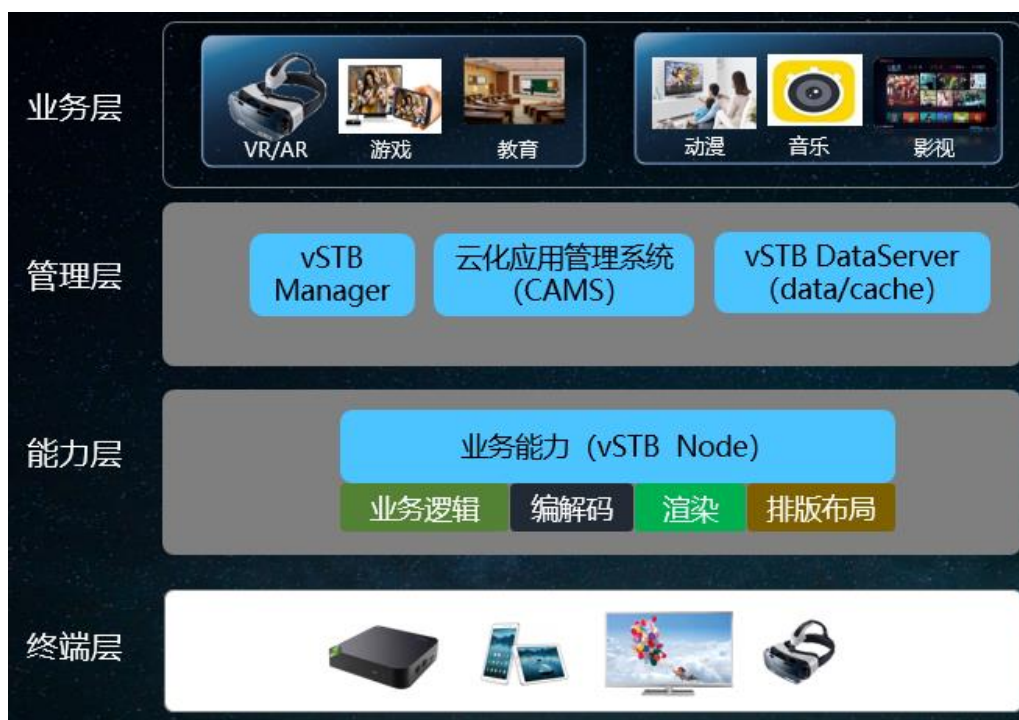 业务层
VR/AR
游戏
教育
动漫
音乐
影视
管理层
vSTB
Manager
云化应用管理系统
(CAMS)
vSTB DataServer
(data/cache)
能力层
业务能力 (vSTB Node)
业务逻辑
编解码
渲染
排版布局
终端层